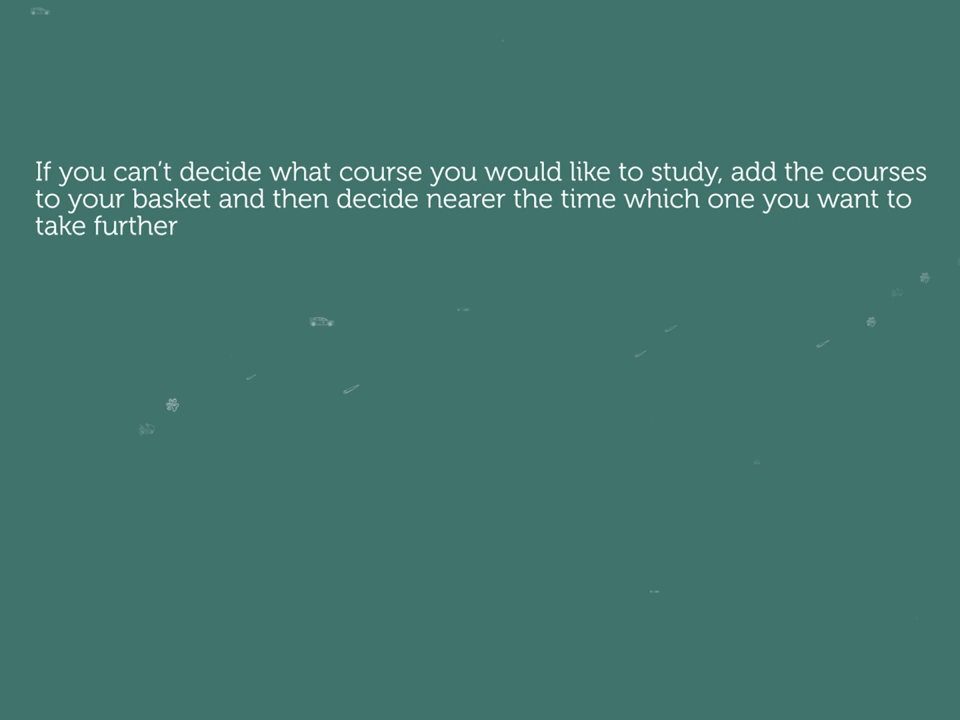 If you can’t decide what course you would like to study, add the courses
to your basket and then decide nearer the time which one you want to
take further